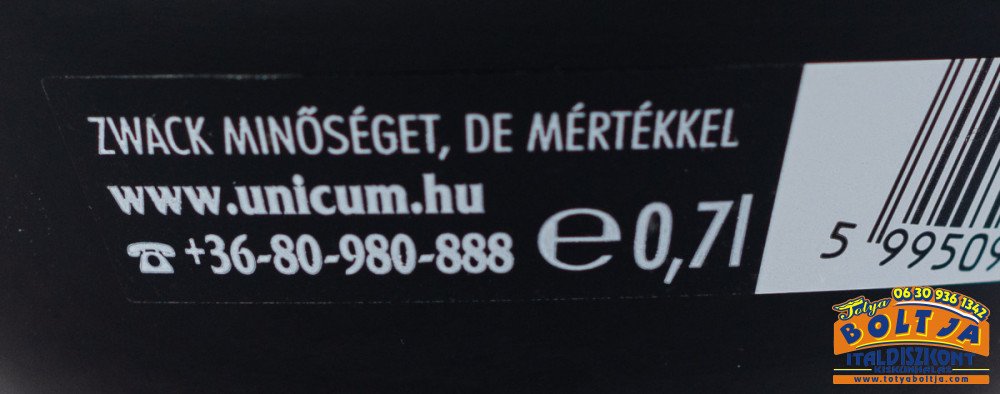 ZWACK MINŐSÉGET, DE MÉRTÉKKEL
www.unicum.hu
☎ +36-80-980-888
℮ 0,7l
5 99509
Totya 06 30 936 1342
BOLTJA
ITALDISZKONT
KISKUNHALAS
www.totyaboltja.com